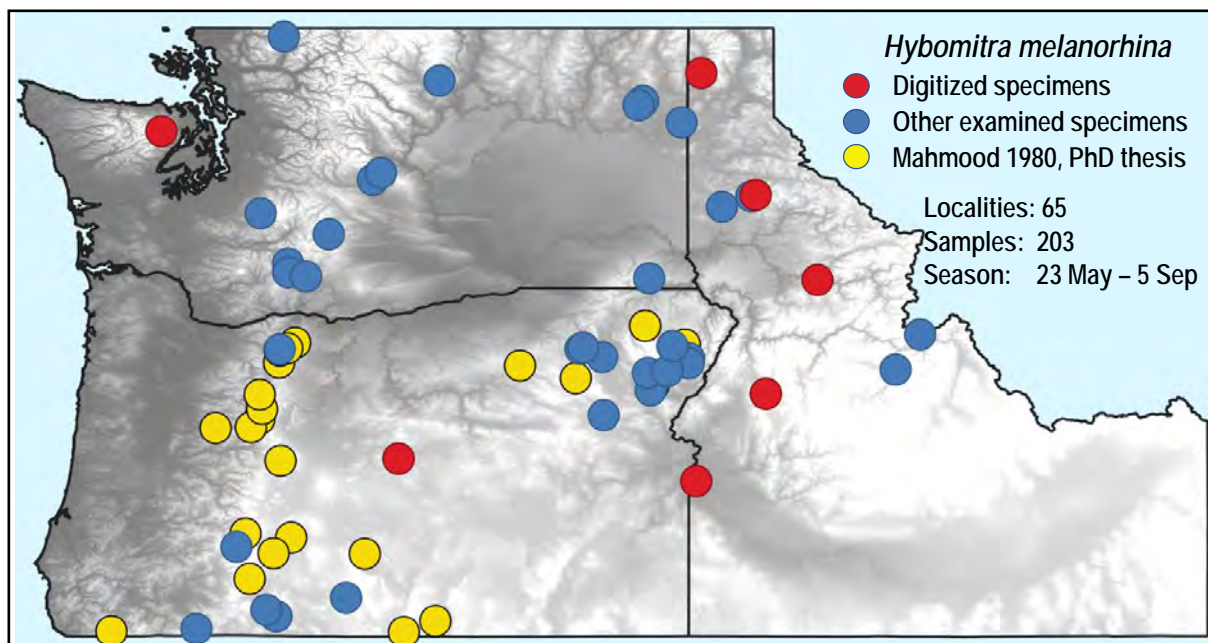 Hybomitra melanorhina
Digitized specimens
Other examined specimens
Mahmood 1980, PhD thesis
Localities: 65
Samples: 203
Season: 23 May – 5 Sep